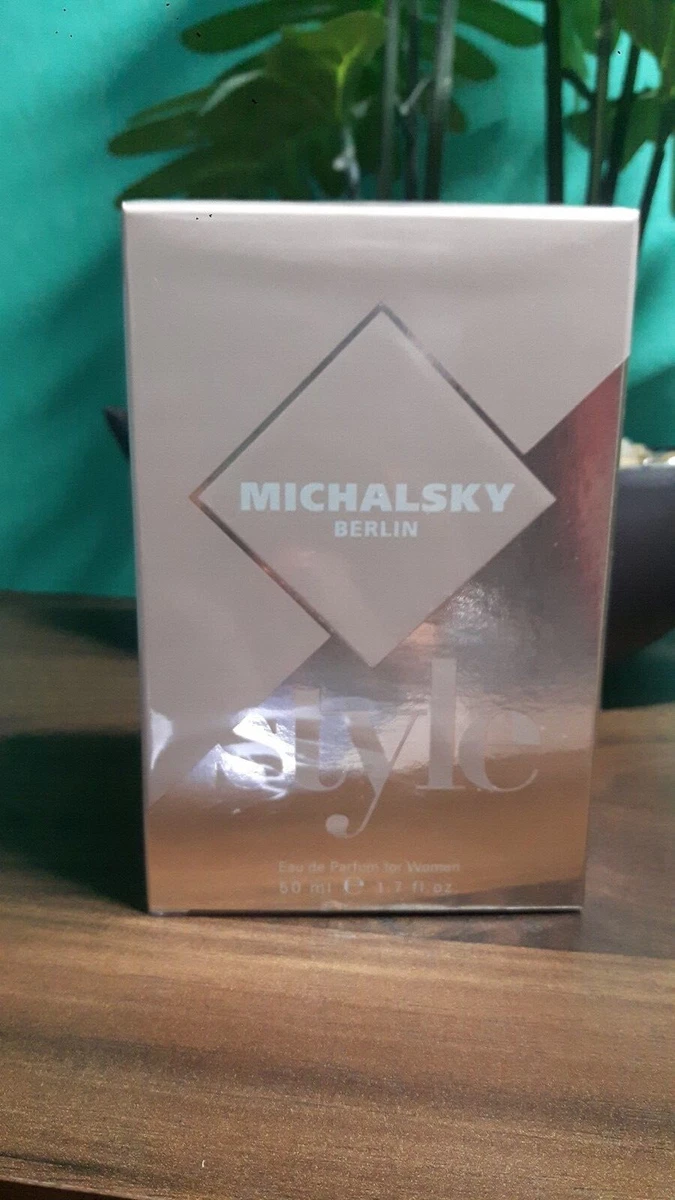 MICHALSKY
BERLIN
style
Eau de Parfum for Women
50 ml e 1.7 fl.oz.